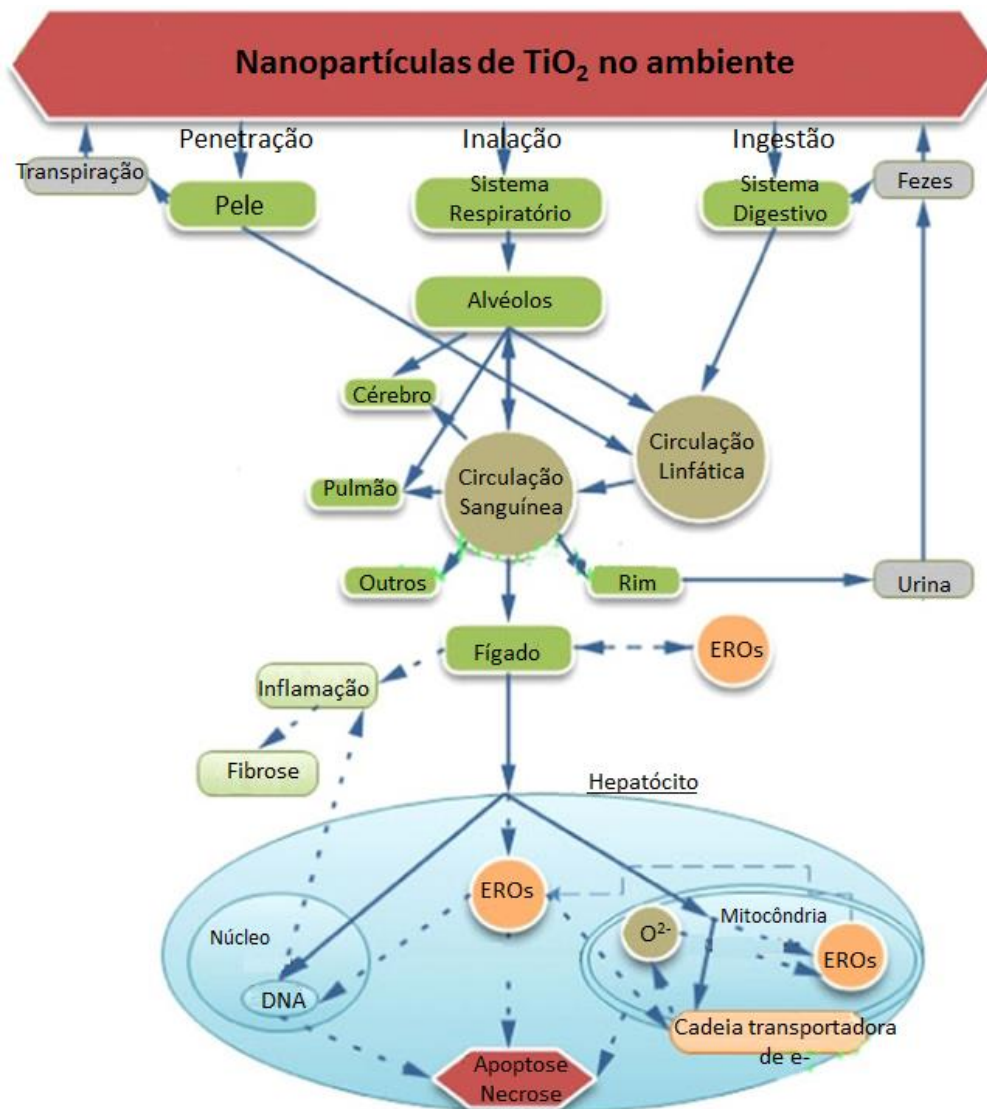 Nanopartículas de TiO₂ no ambiente
Penetração
Inalação
Ingestão
Transpiração
Pele
Sistema
Respiratório
Sistema
Digestivo
Fezes
Alvéolos
Cérebro
Circulação
Linfática
Pulmão
Circulação
Sanguínea
Outros
Rim
Urina
Fígado
EROs
Inflamação
Fibrose
Hepatócito
EROs
Núcleo
Mitocôndria
O²⁻
EROs
DNA
Cadeia transportadora
de e-
Apoptose
Necrose